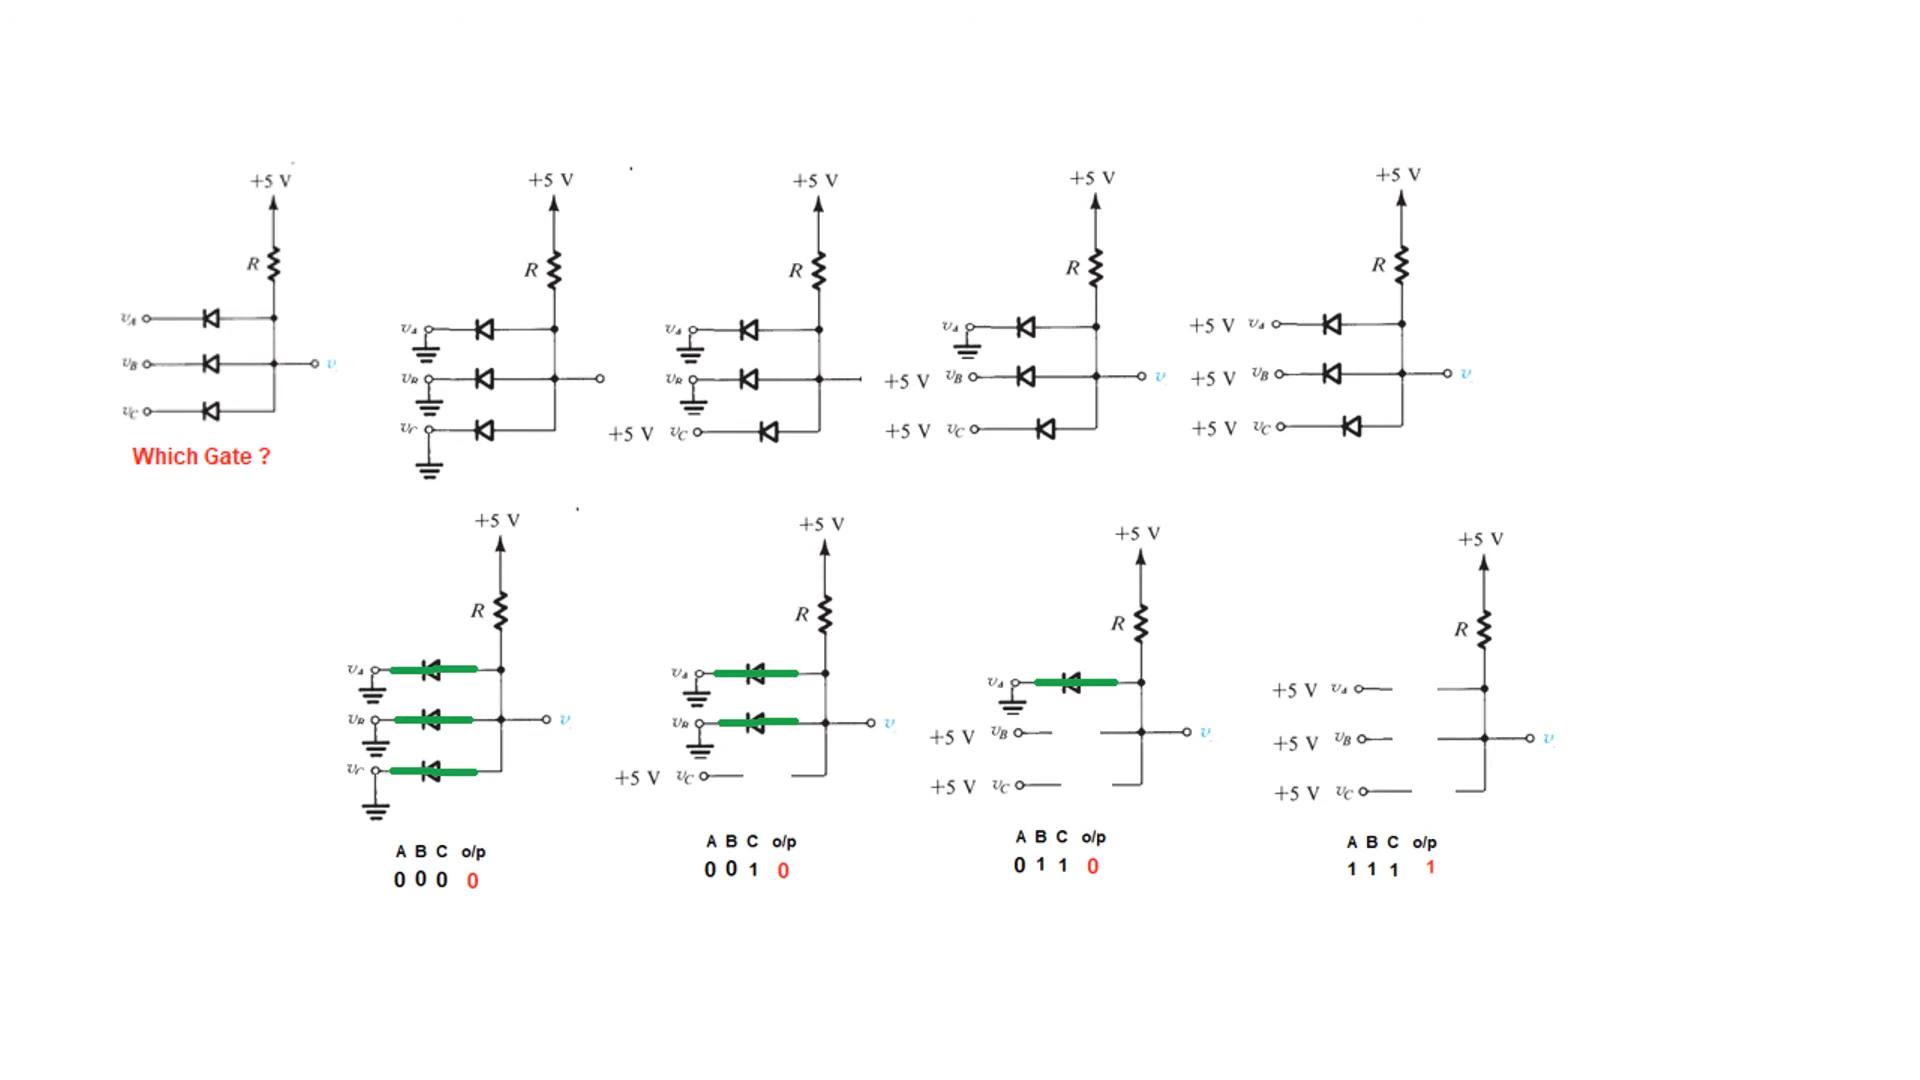 +5 V
R
vA
vB
vC
v
Which Gate ?
+5 V
R
vA
vB
vC
+5 V
R
vA
vB
+5 V vC
+5 V
R
vA
+5 V vB
v
+5 V vC
+5 V
R
+5 V vA
+5 V vB
v
+5 V vC
+5 V
R
vA
vB
v
vC
A B C o/p
0 0 0 0
+5 V
R
vA
vB
v
+5 V vC
A B C o/p
0 0 1 0
+5 V
R
vA
+5 V vB
v
+5 V vC
A B C o/p
0 1 1 0
+5 V
R
+5 V vA
+5 V vB
v
+5 V vC
A B C o/p
1 1 1 1